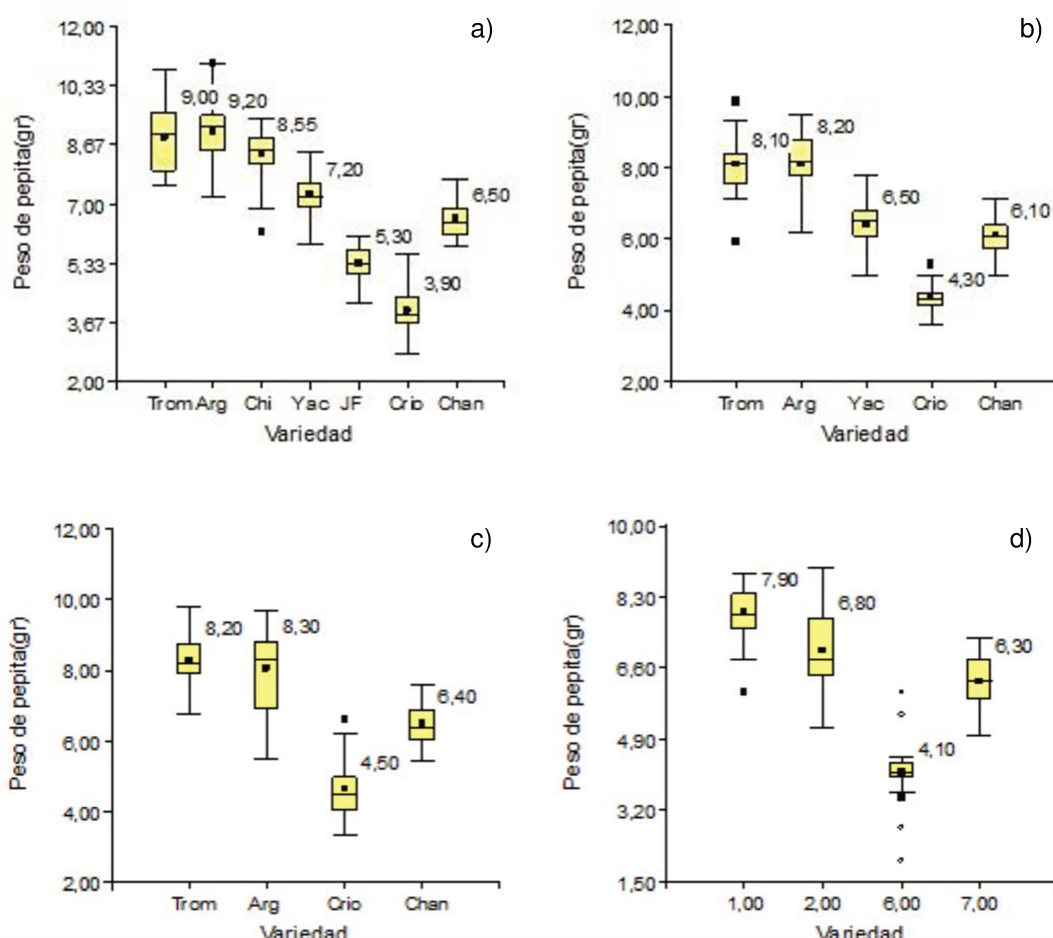 a)
12,00
10,33
8,67
7,00
5,33
3,67
2,00
Peso de pepita(gr)
9,00 9,20
8,55
7,20
5,30
3,90
6,50
Trom Arg Chi Yac JF Crio Chan
Variedad
b)
12,00
10,00
8,00
6,00
4,00
2,00
Peso de pepita(gr)
8,10
8,20
6,50
4,30
6,10
Trom Arg Yac Crio Chan
Variedad
c)
12,00
10,00
8,00
6,00
4,00
2,00
Peso de pepita(gr)
8,20
8,30
4,50
6,40
Trom Arg Crio Chan
Variedad
d)
10,00
8,30
6,60
4,90
3,20
1,50
Peso de pepita(gr)
7,90
6,80
4,10
6,30
1,00 2,00 6,00 7,00
Variedad